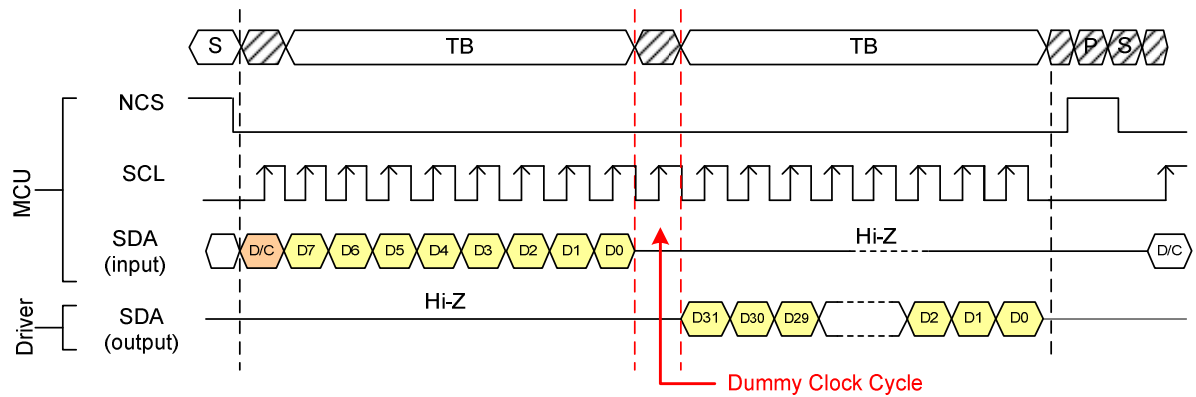 S TB TB P S
NCS
SCL
MCU
SDA
(input)
D/C D7 D6 D5 D4 D3 D2 D1 D0 Hi-Z D/C
Driver
SDA
(output)
Hi-Z D31 D30 D29 D2 D1 D0
Dummy Clock Cycle